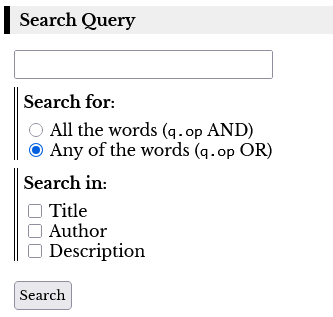 Search Query
Search for:
All the words (q.op AND)
Any of the words (q.op OR)
Search in:
Title
Author
Description
Search